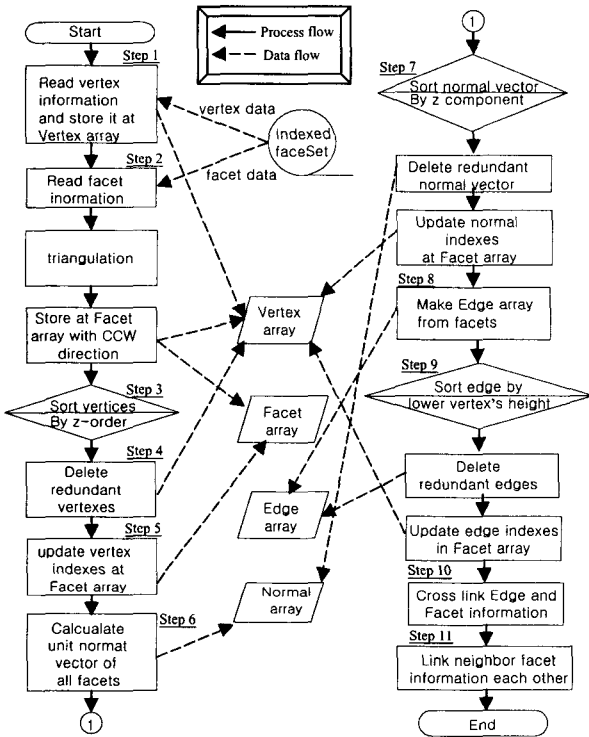 Start
Step 1
Read vertex
information
and store it at
Vertex array
Step 2
Read facet
inormation
triangulation
Store at Facet
array with CCW
direction
Step 3
Sort vertices
By z-order
Step 4
Delete
redundant
vertexes
Step 5
update vertex
indexes at
Facet array
Step 6
Calcualate
unit normal
vector of
all facets
1
Process flow
Data flow
vertex data
Indexed
faceSet
facet data
Vertex
array
Facet
array
Edge
array
Normal
array
1
Step 7
Sort normal vector
By z component
Delete redundant
normal vector
Update normal
indexes
at Facet array
Step 8
Make Edge array
from facets
Step 9
Sort edge by
lower vertex's height
Delete
redundant edges
Update edge indexes
in Facet array
Step 10
Cross link Edge and
Facet information
Step 11
Link neighbor facet
information each other
End